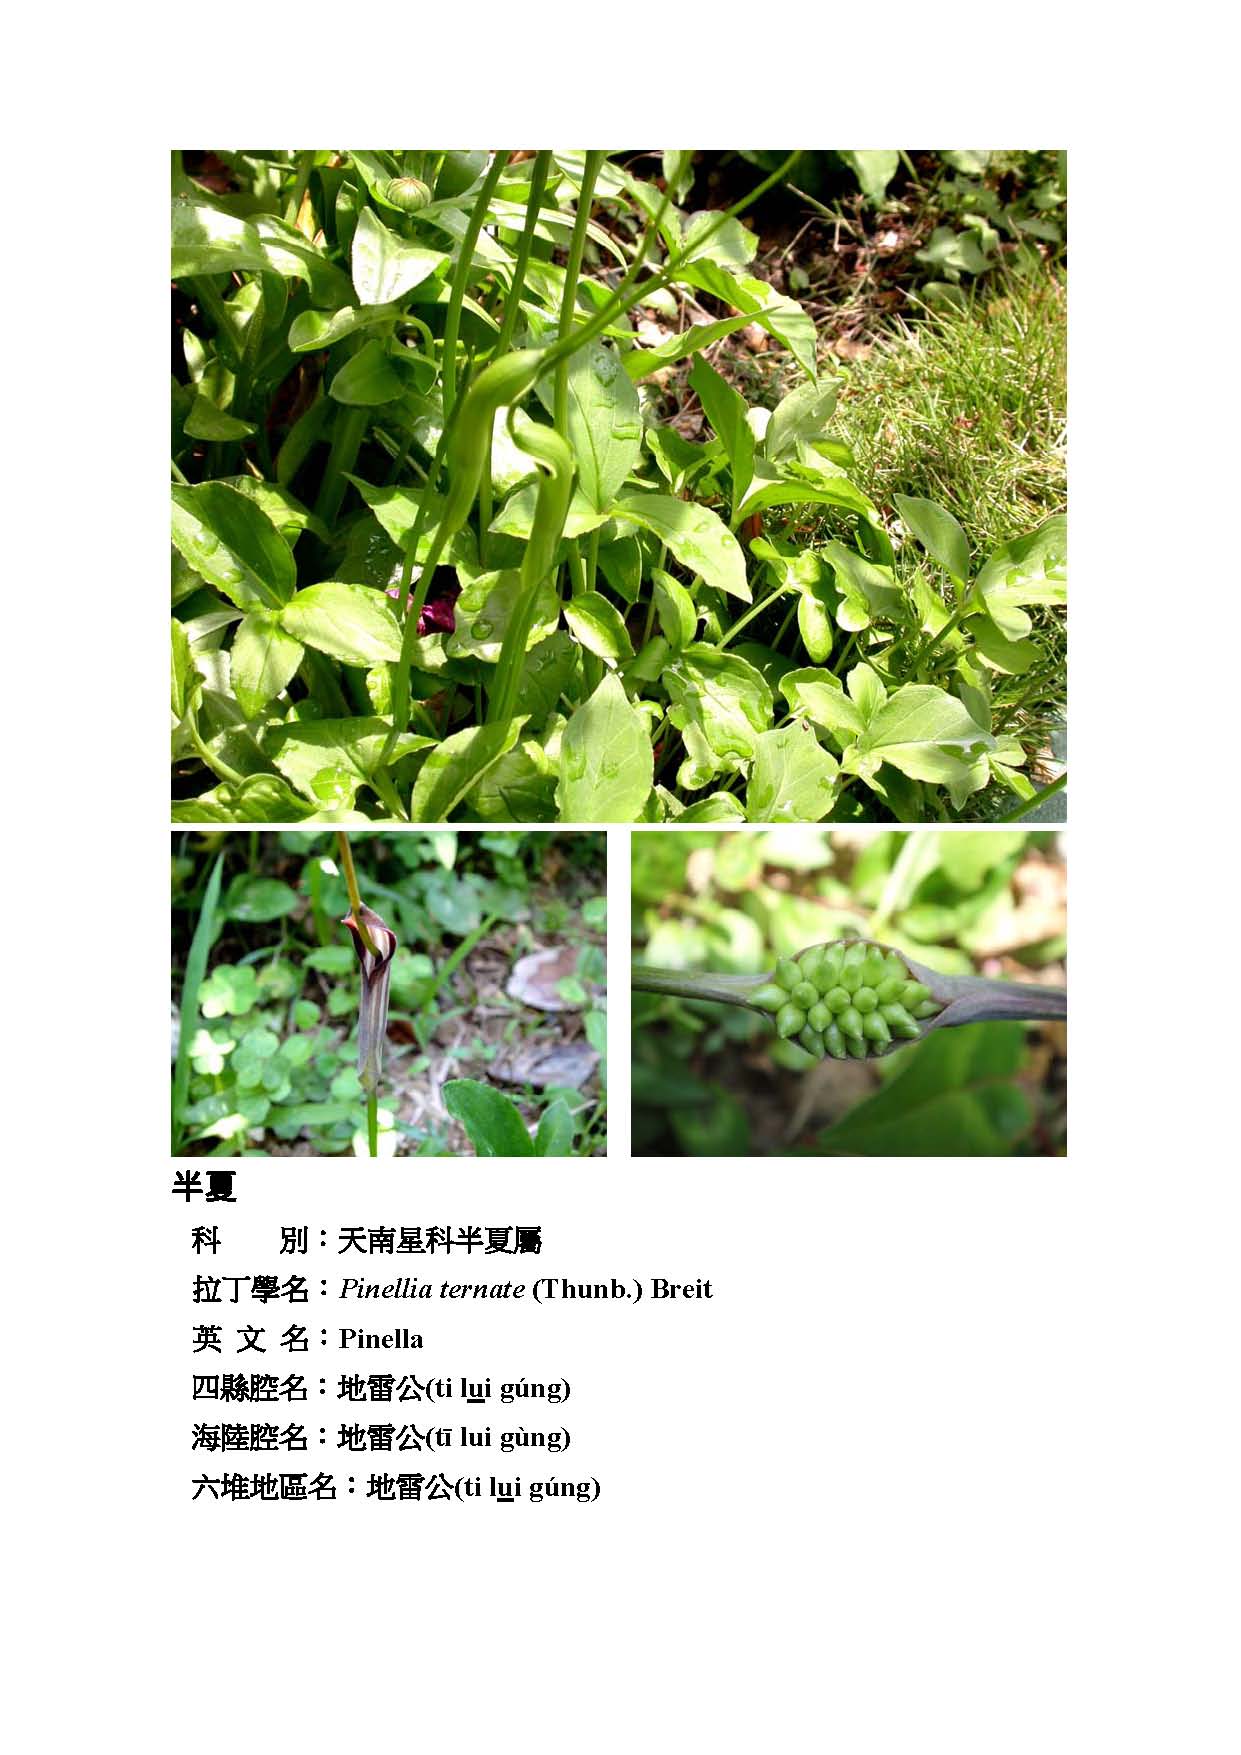 半夏
科　　別：天南星科半夏屬
拉丁學名：Pinellia ternate (Thunb.) Breit
英 文 名：Pinella
四縣腔名：地雷公(ti lui gúng)
海陸腔名：地雷公(tī lui gùng)
六堆地區名：地雷公(ti lui gúng)